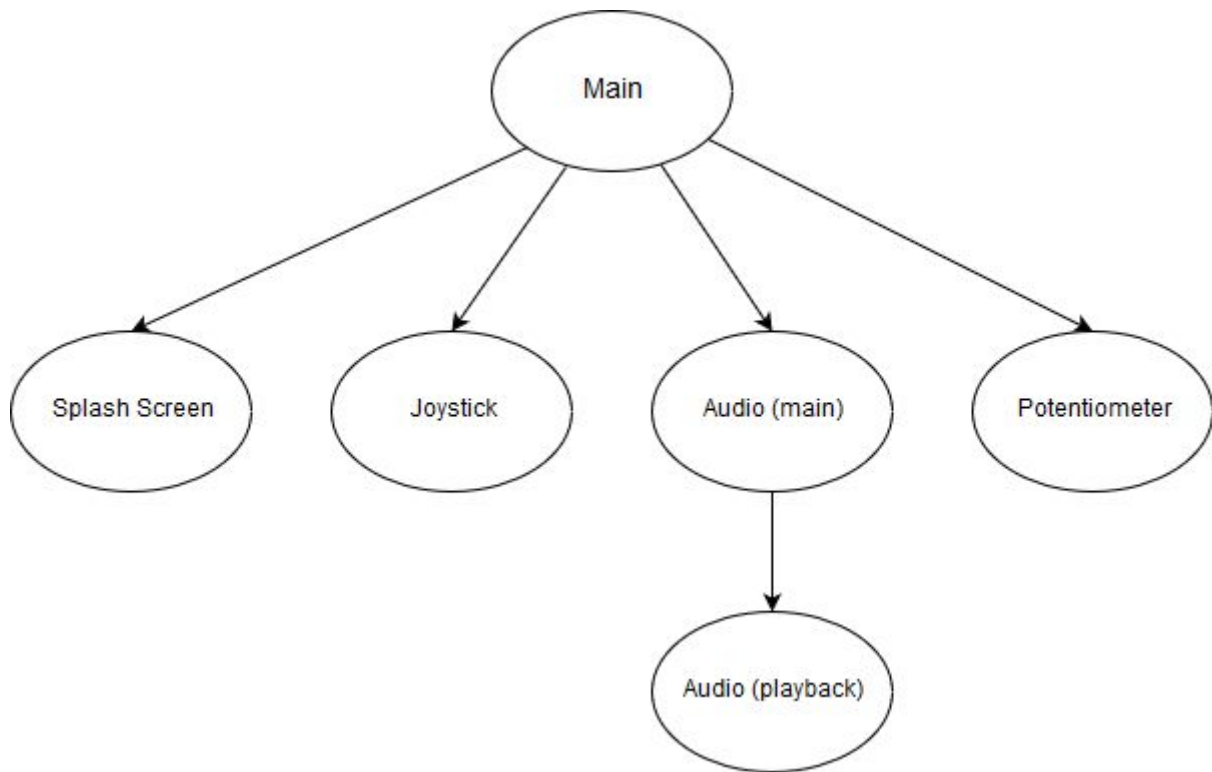 Main
Splash Screen
Joystick
Audio (main)
Potentiometer
Audio (playback)